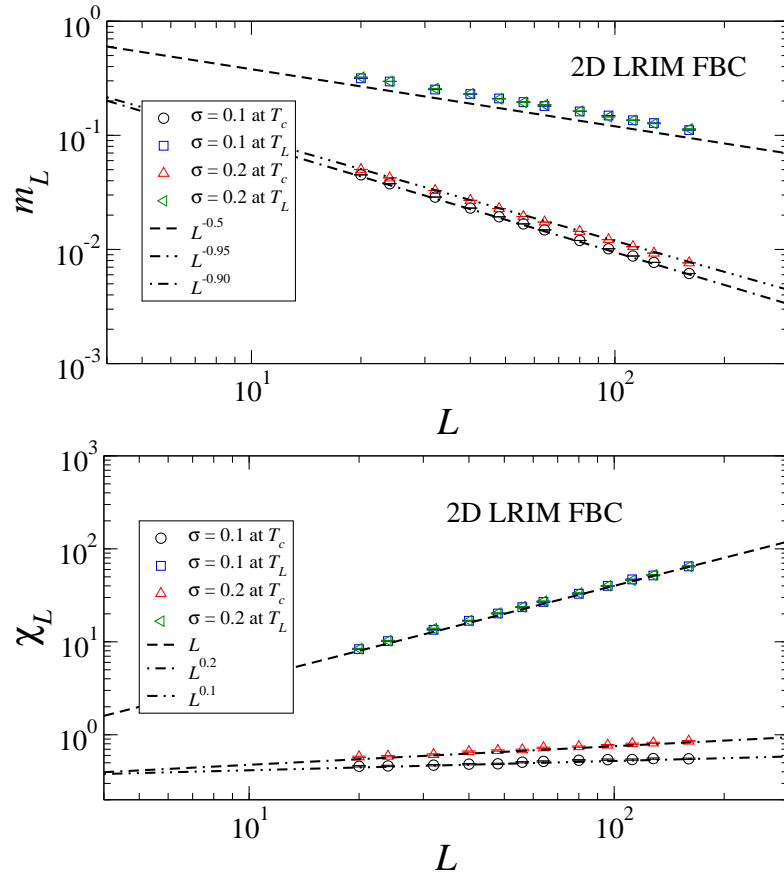 10^0
2D LRIM FBC
σ = 0.1 at T_c
σ = 0.1 at T_L
σ = 0.2 at T_c
σ = 0.2 at T_L
L^-0.5
L^-0.95
L^-0.90
m_L
10^-1
10^-2
10^-3
10^1
10^2
L
10^3
2D LRIM FBC
σ = 0.1 at T_c
σ = 0.1 at T_L
σ = 0.2 at T_c
σ = 0.2 at T_L
L
L^0.2
L^0.1
χ_L
10^2
10^1
10^0
10^1
10^2
L